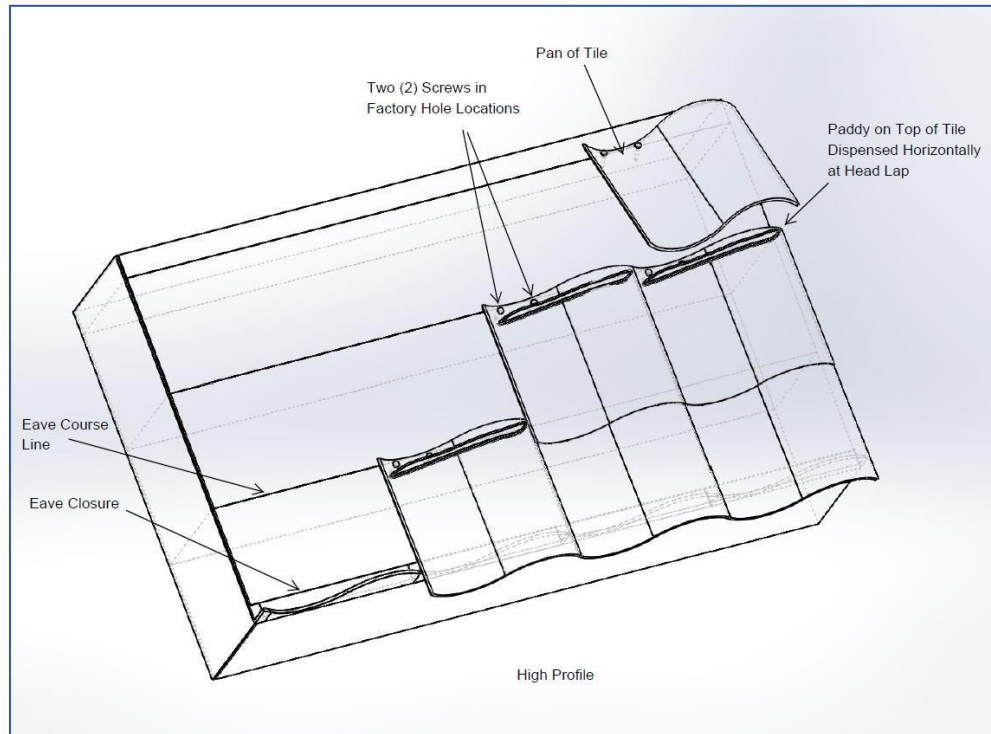 Pan of Tile
Two (2) Screws in
Factory Hole Locations
Paddy on Top of Tile
Dispensed Horizontally
at Head Lap
Eave Course
Line
Eave Closure
High Profile